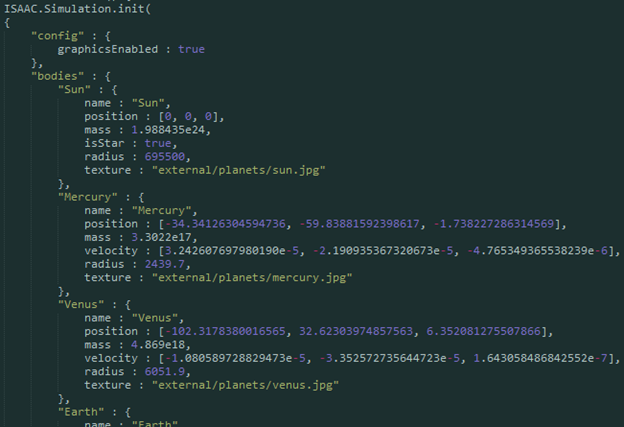 ISAAC.Simulation.init(
{
"config" : {
graphicsEnabled : true
},
"bodies" : {
"Sun" : {
name : "Sun",
position : [0, 0, 0],
mass : 1.988435e24,
isStar : true,
radius : 695500,
texture : "external/planets/sun.jpg"
},
"Mercury" : {
name : "Mercury",
position : [-34.34126304594736, -59.83881592398617, -1.738227286314569],
mass : 3.3022e17,
velocity : [3.242607697980190e-5, -2.190935367320673e-5, -4.765349365538239e-6],
radius : 2439.7,
texture : "external/planets/mercury.jpg"
},
"Venus" : {
name : "Venus",
position : [-102.3178380016565, 32.62303974857563, 6.352081275507866],
mass : 4.869e18,
velocity : [-1.080589728829473e-5, -3.352572735644723e-5, 1.643058486842552e-7],
radius : 6051.9,
texture : "external/planets/venus.jpg"
},
"Earth" : {
name : "Earth"